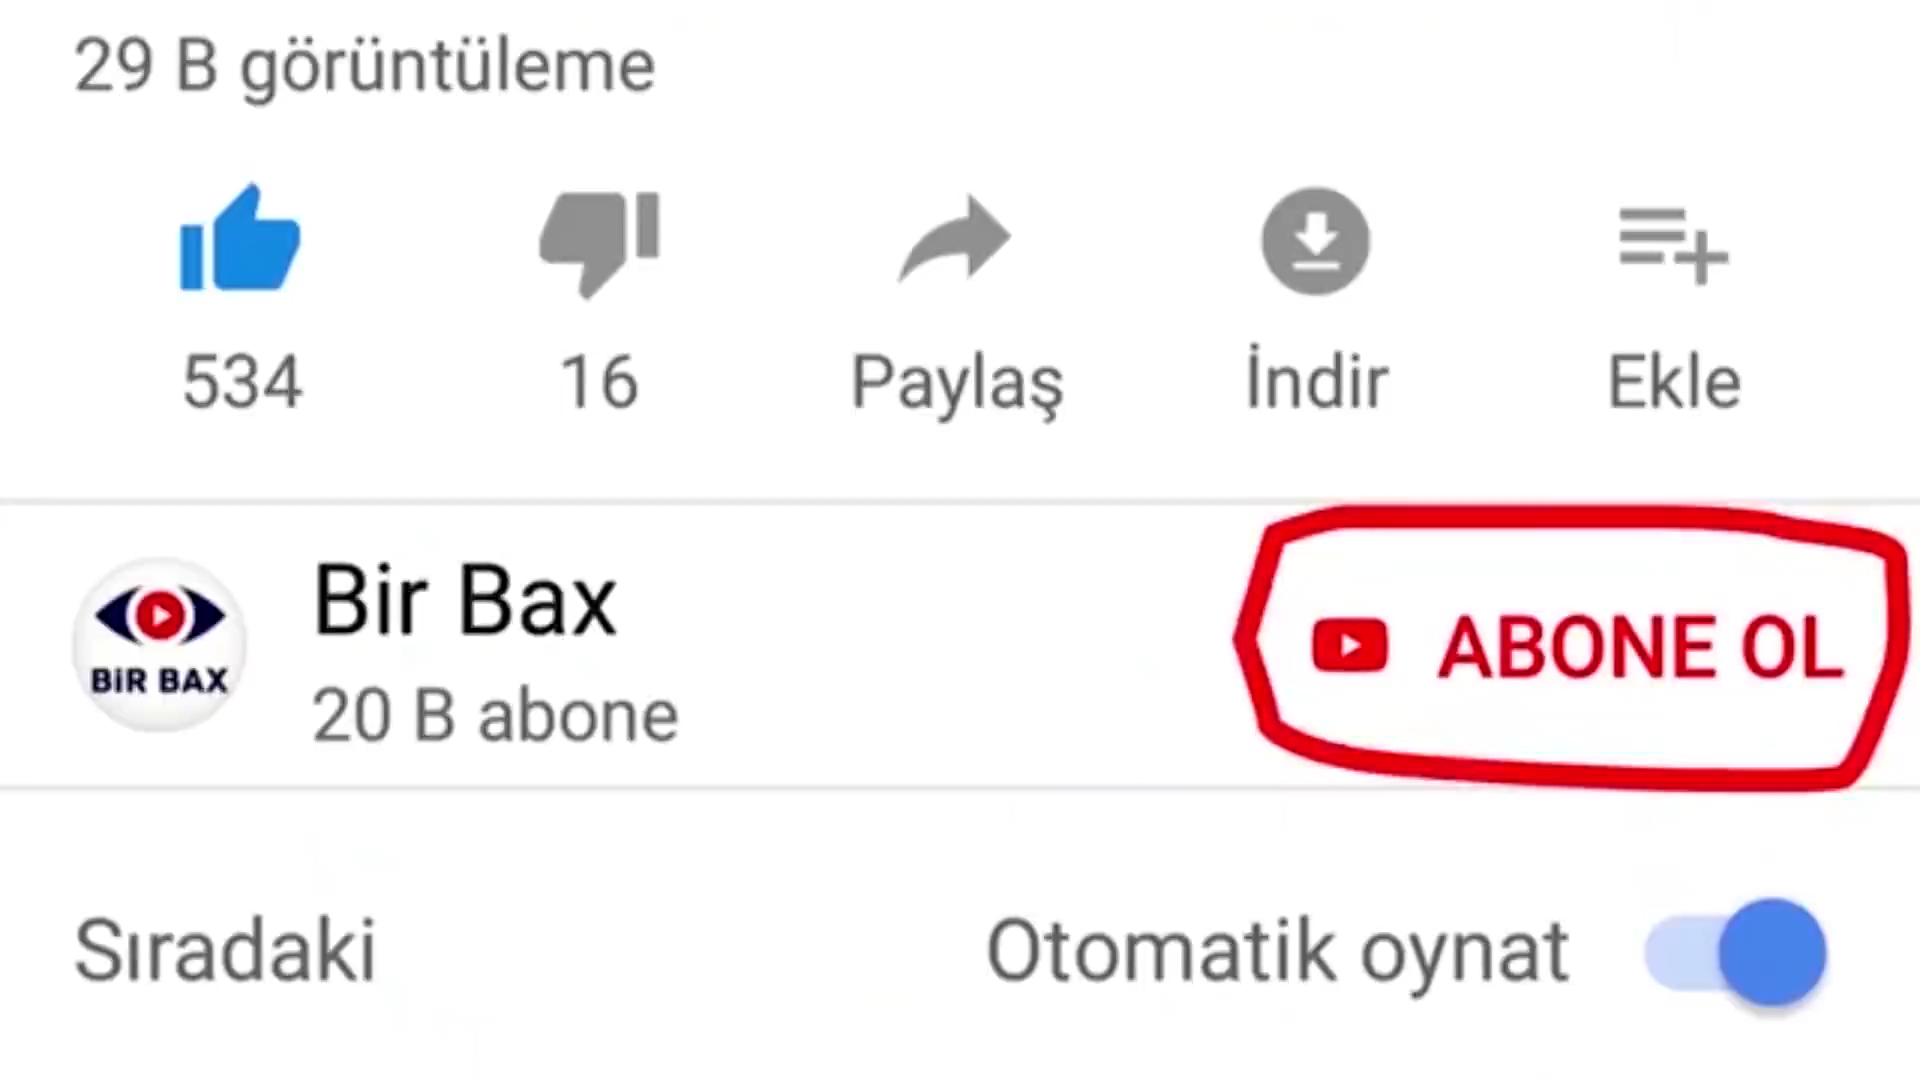 29 B görüntüleme
534
16
Paylaş
İndir
Ekle
BiR BAX
Bir Bax
20 B abone
ABONE OL
Sıradaki
Otomatik oynat